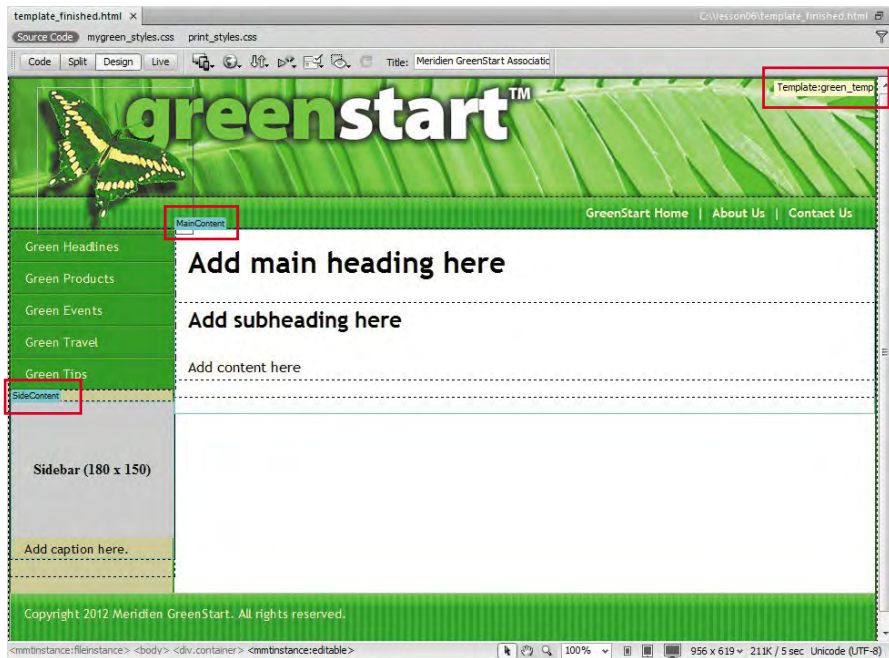 template_finished.html ×
C:\lesson06\template_finished.html
Source Code mygreen_styles.css print_styles.css
Code Split Design Live Title: Meridien GreenStart Associatic
Template:green_temp
greenstart™
GreenStart Home | About Us | Contact Us
MainContent
Green Headlines
Green Products
Green Events
Green Travel
Green Tips
Add main heading here
Add subheading here
Add content here
SideContent
Sidebar (180 x 150)
Add caption here.
Copyright 2012 Meridien GreenStart. All rights reserved.
<mmtinstance:fileinstance> <body> <div.container> <mmtinstance:editable> 100% 956 x 619 211K / 5 sec Unicode (UTF-8)